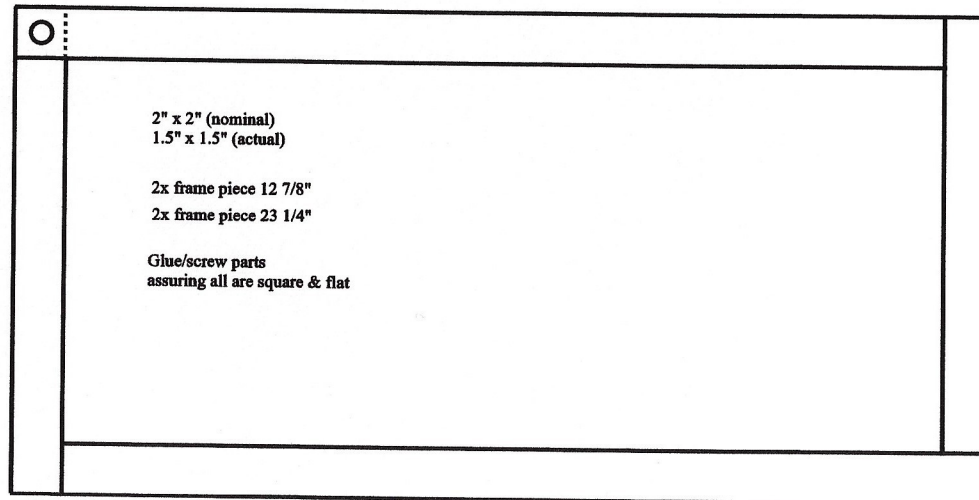 2" x 2" (nominal)
1.5" x 1.5" (actual)
2x frame piece 12 7/8"
2x frame piece 23 1/4"
Glue/screw parts
assuring all are square & flat